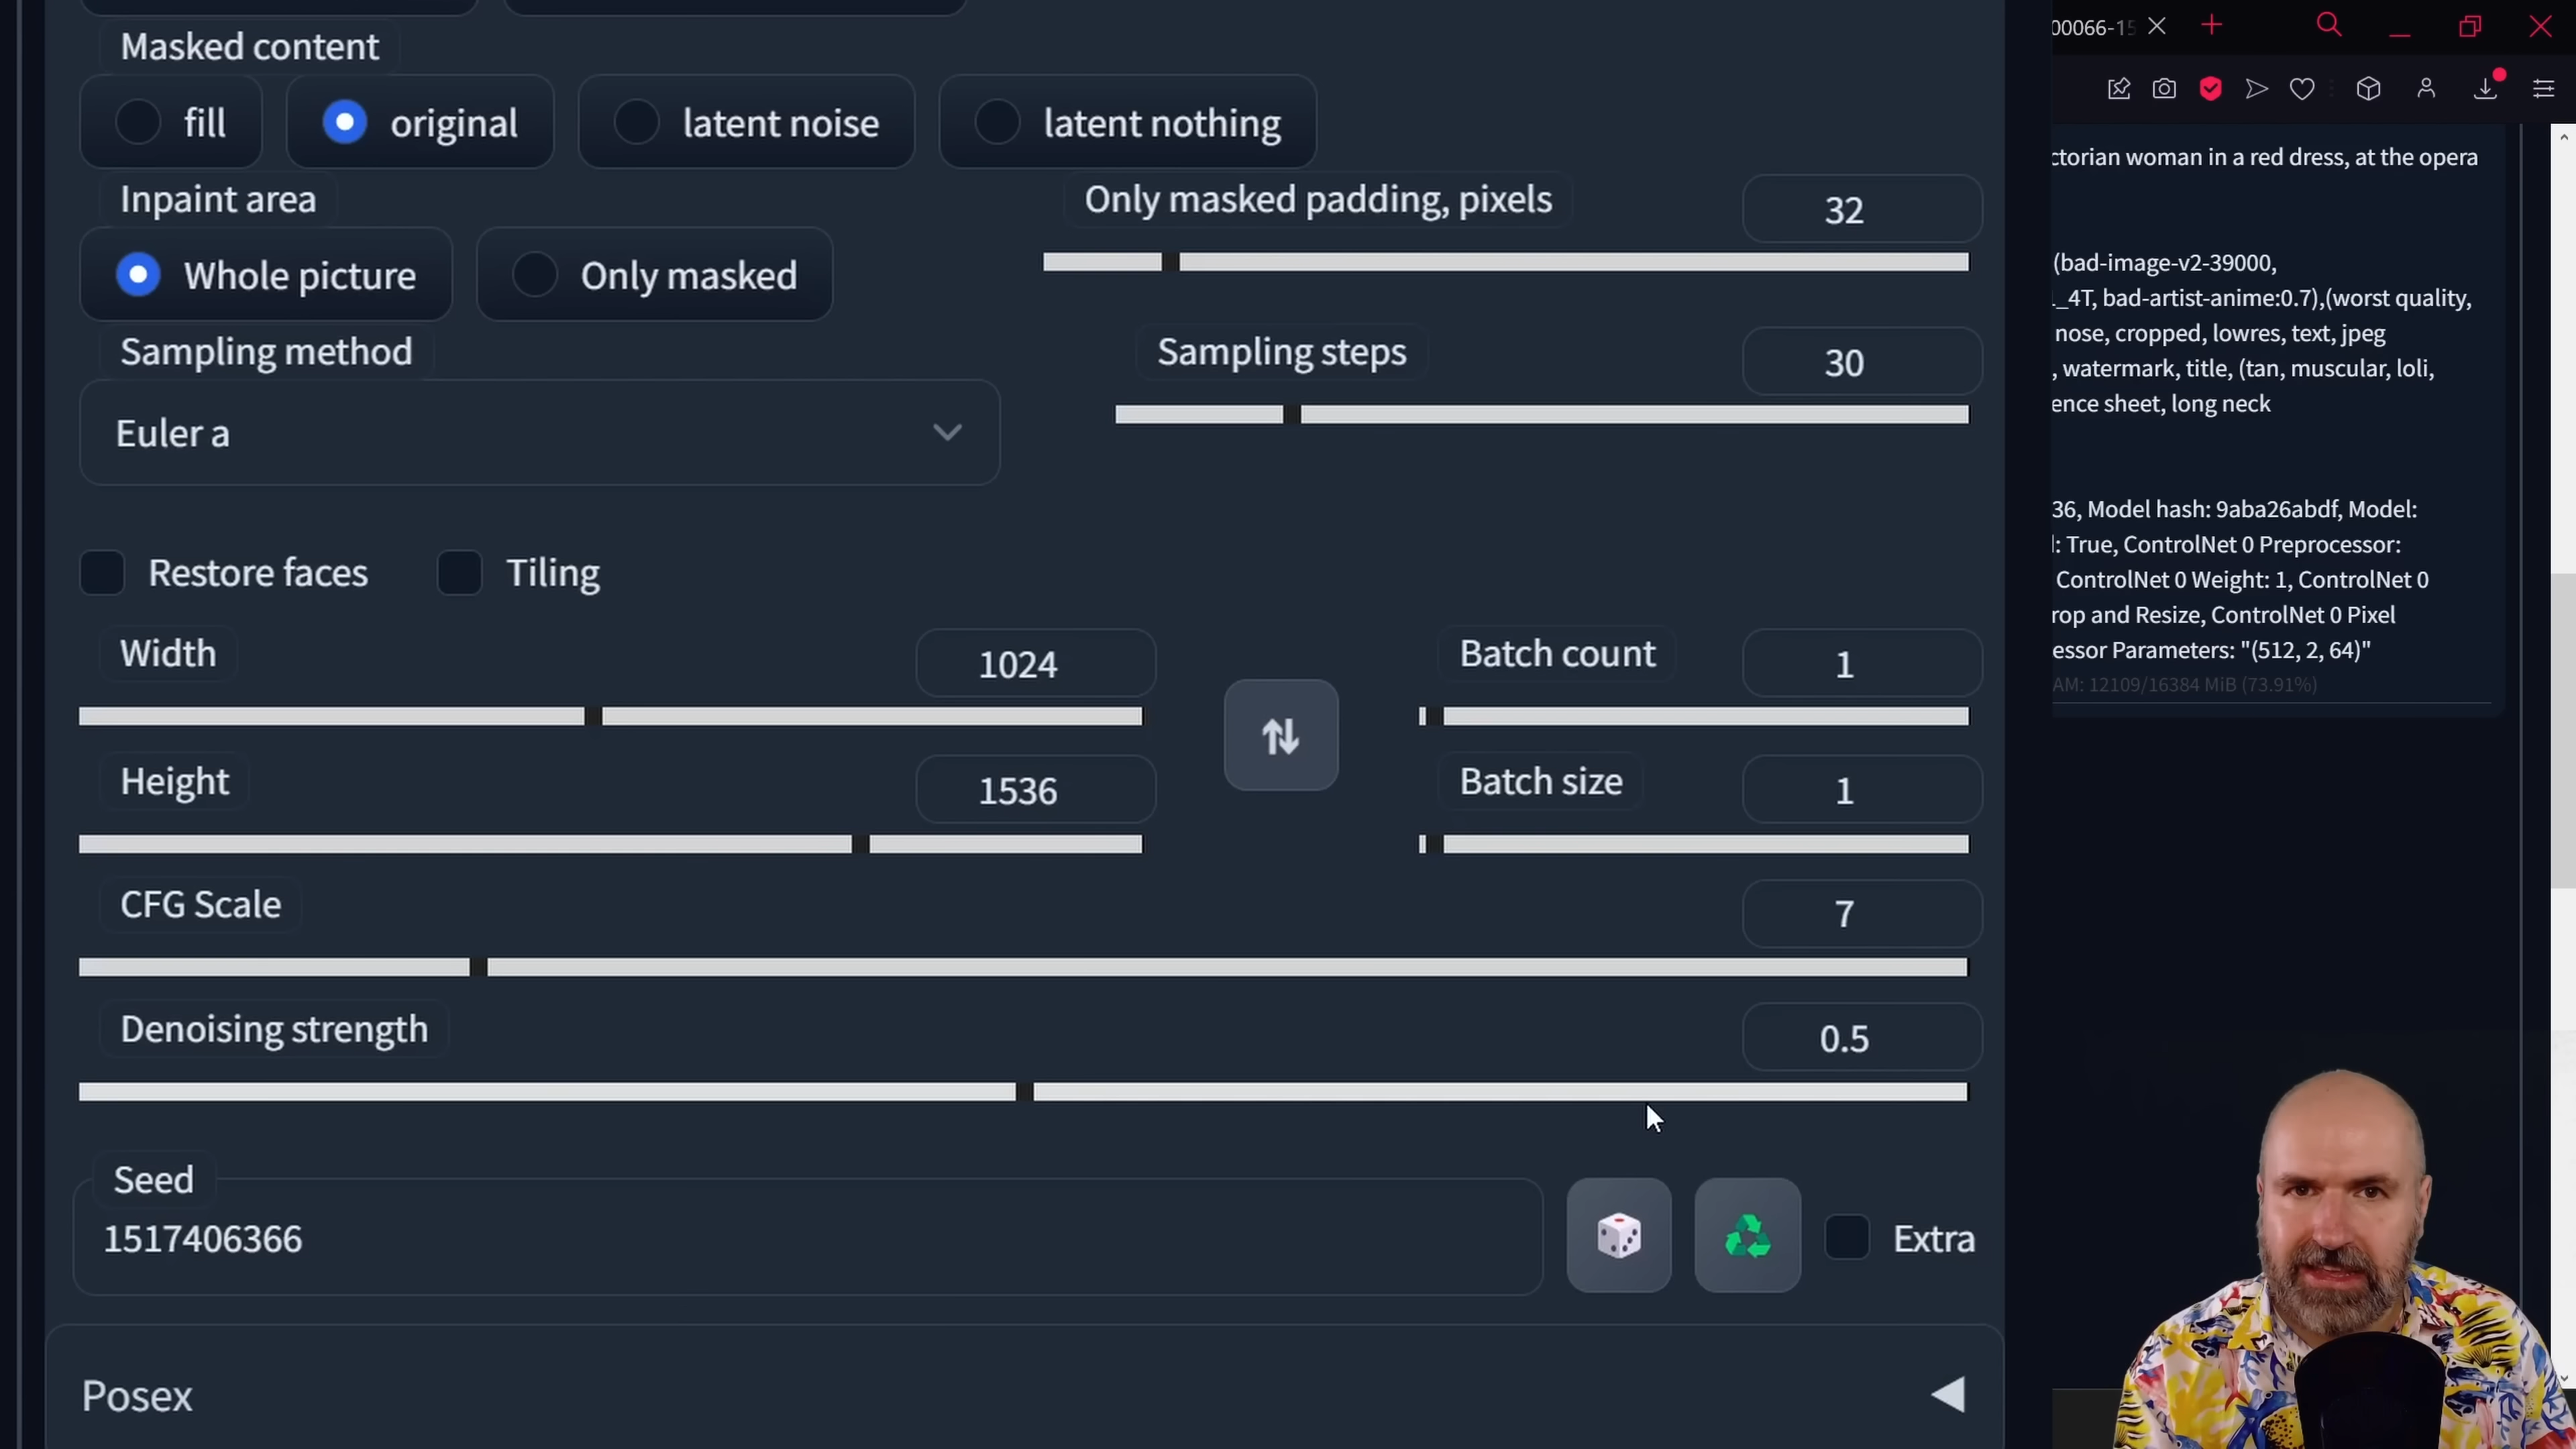 Masked content
fill
original
latent noise
latent nothing
Inpaint area
Only masked padding, pixels
32
Whole picture
Only masked
Sampling method
Sampling steps
30
Euler a
Restore faces
Tiling
Width
1024
Batch count
1
Height
1536
Batch size
1
CFG Scale
7
Denoising strength
0.5
Seed
1517406366
Extra
Posex
00066-15
ctorian woman in a red dress, at the opera
(bad-image-v2-39000,
_4T, bad-artist-anime:0.7),(worst quality,
nose, cropped, lowres, text, jpeg
, watermark, title, (tan, muscular, loli,
ence sheet, long neck
36, Model hash: 9aba26abdf, Model:
: True, ControlNet 0 Preprocessor:
ControlNet 0 Weight: 1, ControlNet 0
rop and Resize, ControlNet 0 Pixel
essor Parameters: "(512, 2, 64)"
AM: 12109/16384 MiB (73.91%)